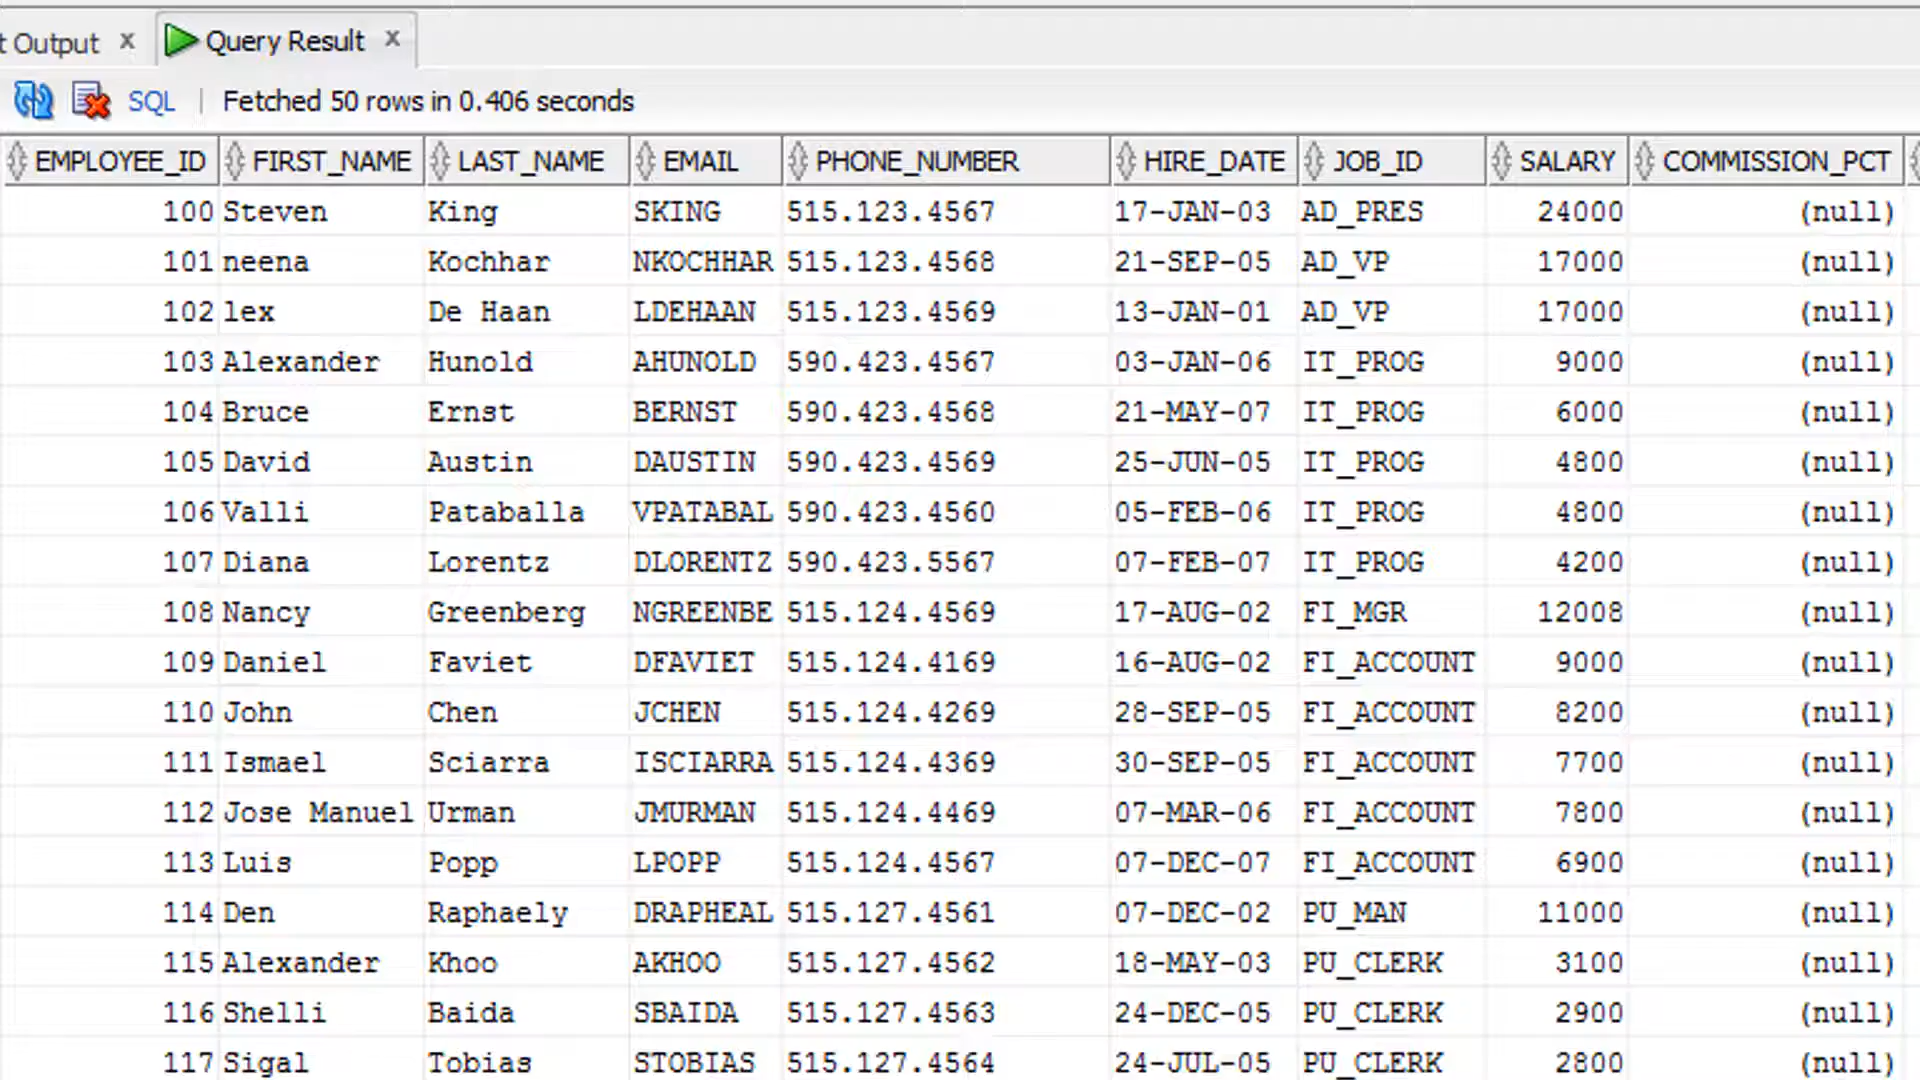 t Output x Query Result x
SQL | Fetched 50 rows in 0.406 seconds
EMPLOYEE_ID FIRST_NAME LAST_NAME EMAIL PHONE_NUMBER HIRE_DATE JOB_ID SALARY COMMISSION_PCT
100 Steven King SKING 515.123.4567 17-JAN-03 AD_PRES 24000 (null)
101 neena Kochhar NKOCHHAR 515.123.4568 21-SEP-05 AD_VP 17000 (null)
102 lex De Haan LDEHAAN 515.123.4569 13-JAN-01 AD_VP 17000 (null)
103 Alexander Hunold AHUNOLD 590.423.4567 03-JAN-06 IT_PROG 9000 (null)
104 Bruce Ernst BERNST 590.423.4568 21-MAY-07 IT_PROG 6000 (null)
105 David Austin DAUSTIN 590.423.4569 25-JUN-05 IT_PROG 4800 (null)
106 Valli Pataballa VPATABAL 590.423.4560 05-FEB-06 IT_PROG 4800 (null)
107 Diana Lorentz DLORENTZ 590.423.5567 07-FEB-07 IT_PROG 4200 (null)
108 Nancy Greenberg NGREENBE 515.124.4569 17-AUG-02 FI_MGR 12008 (null)
109 Daniel Faviet DFAVIET 515.124.4169 16-AUG-02 FI_ACCOUNT 9000 (null)
110 John Chen JCHEN 515.124.4269 28-SEP-05 FI_ACCOUNT 8200 (null)
111 Ismael Sciarra ISCIARRA 515.124.4369 30-SEP-05 FI_ACCOUNT 7700 (null)
112 Jose Manuel Urman JMURMAN 515.124.4469 07-MAR-06 FI_ACCOUNT 7800 (null)
113 Luis Popp LPOPP 515.124.4567 07-DEC-07 FI_ACCOUNT 6900 (null)
114 Den Raphaely DRAPHEAL 515.127.4561 07-DEC-02 PU_MAN 11000 (null)
115 Alexander Khoo AKHOO 515.127.4562 18-MAY-03 PU_CLERK 3100 (null)
116 Shelli Baida SBAIDA 515.127.4563 24-DEC-05 PU_CLERK 2900 (null)
117 Sigal Tobias STOBIAS 515.127.4564 24-JUL-05 PU_CLERK 2800 (null)